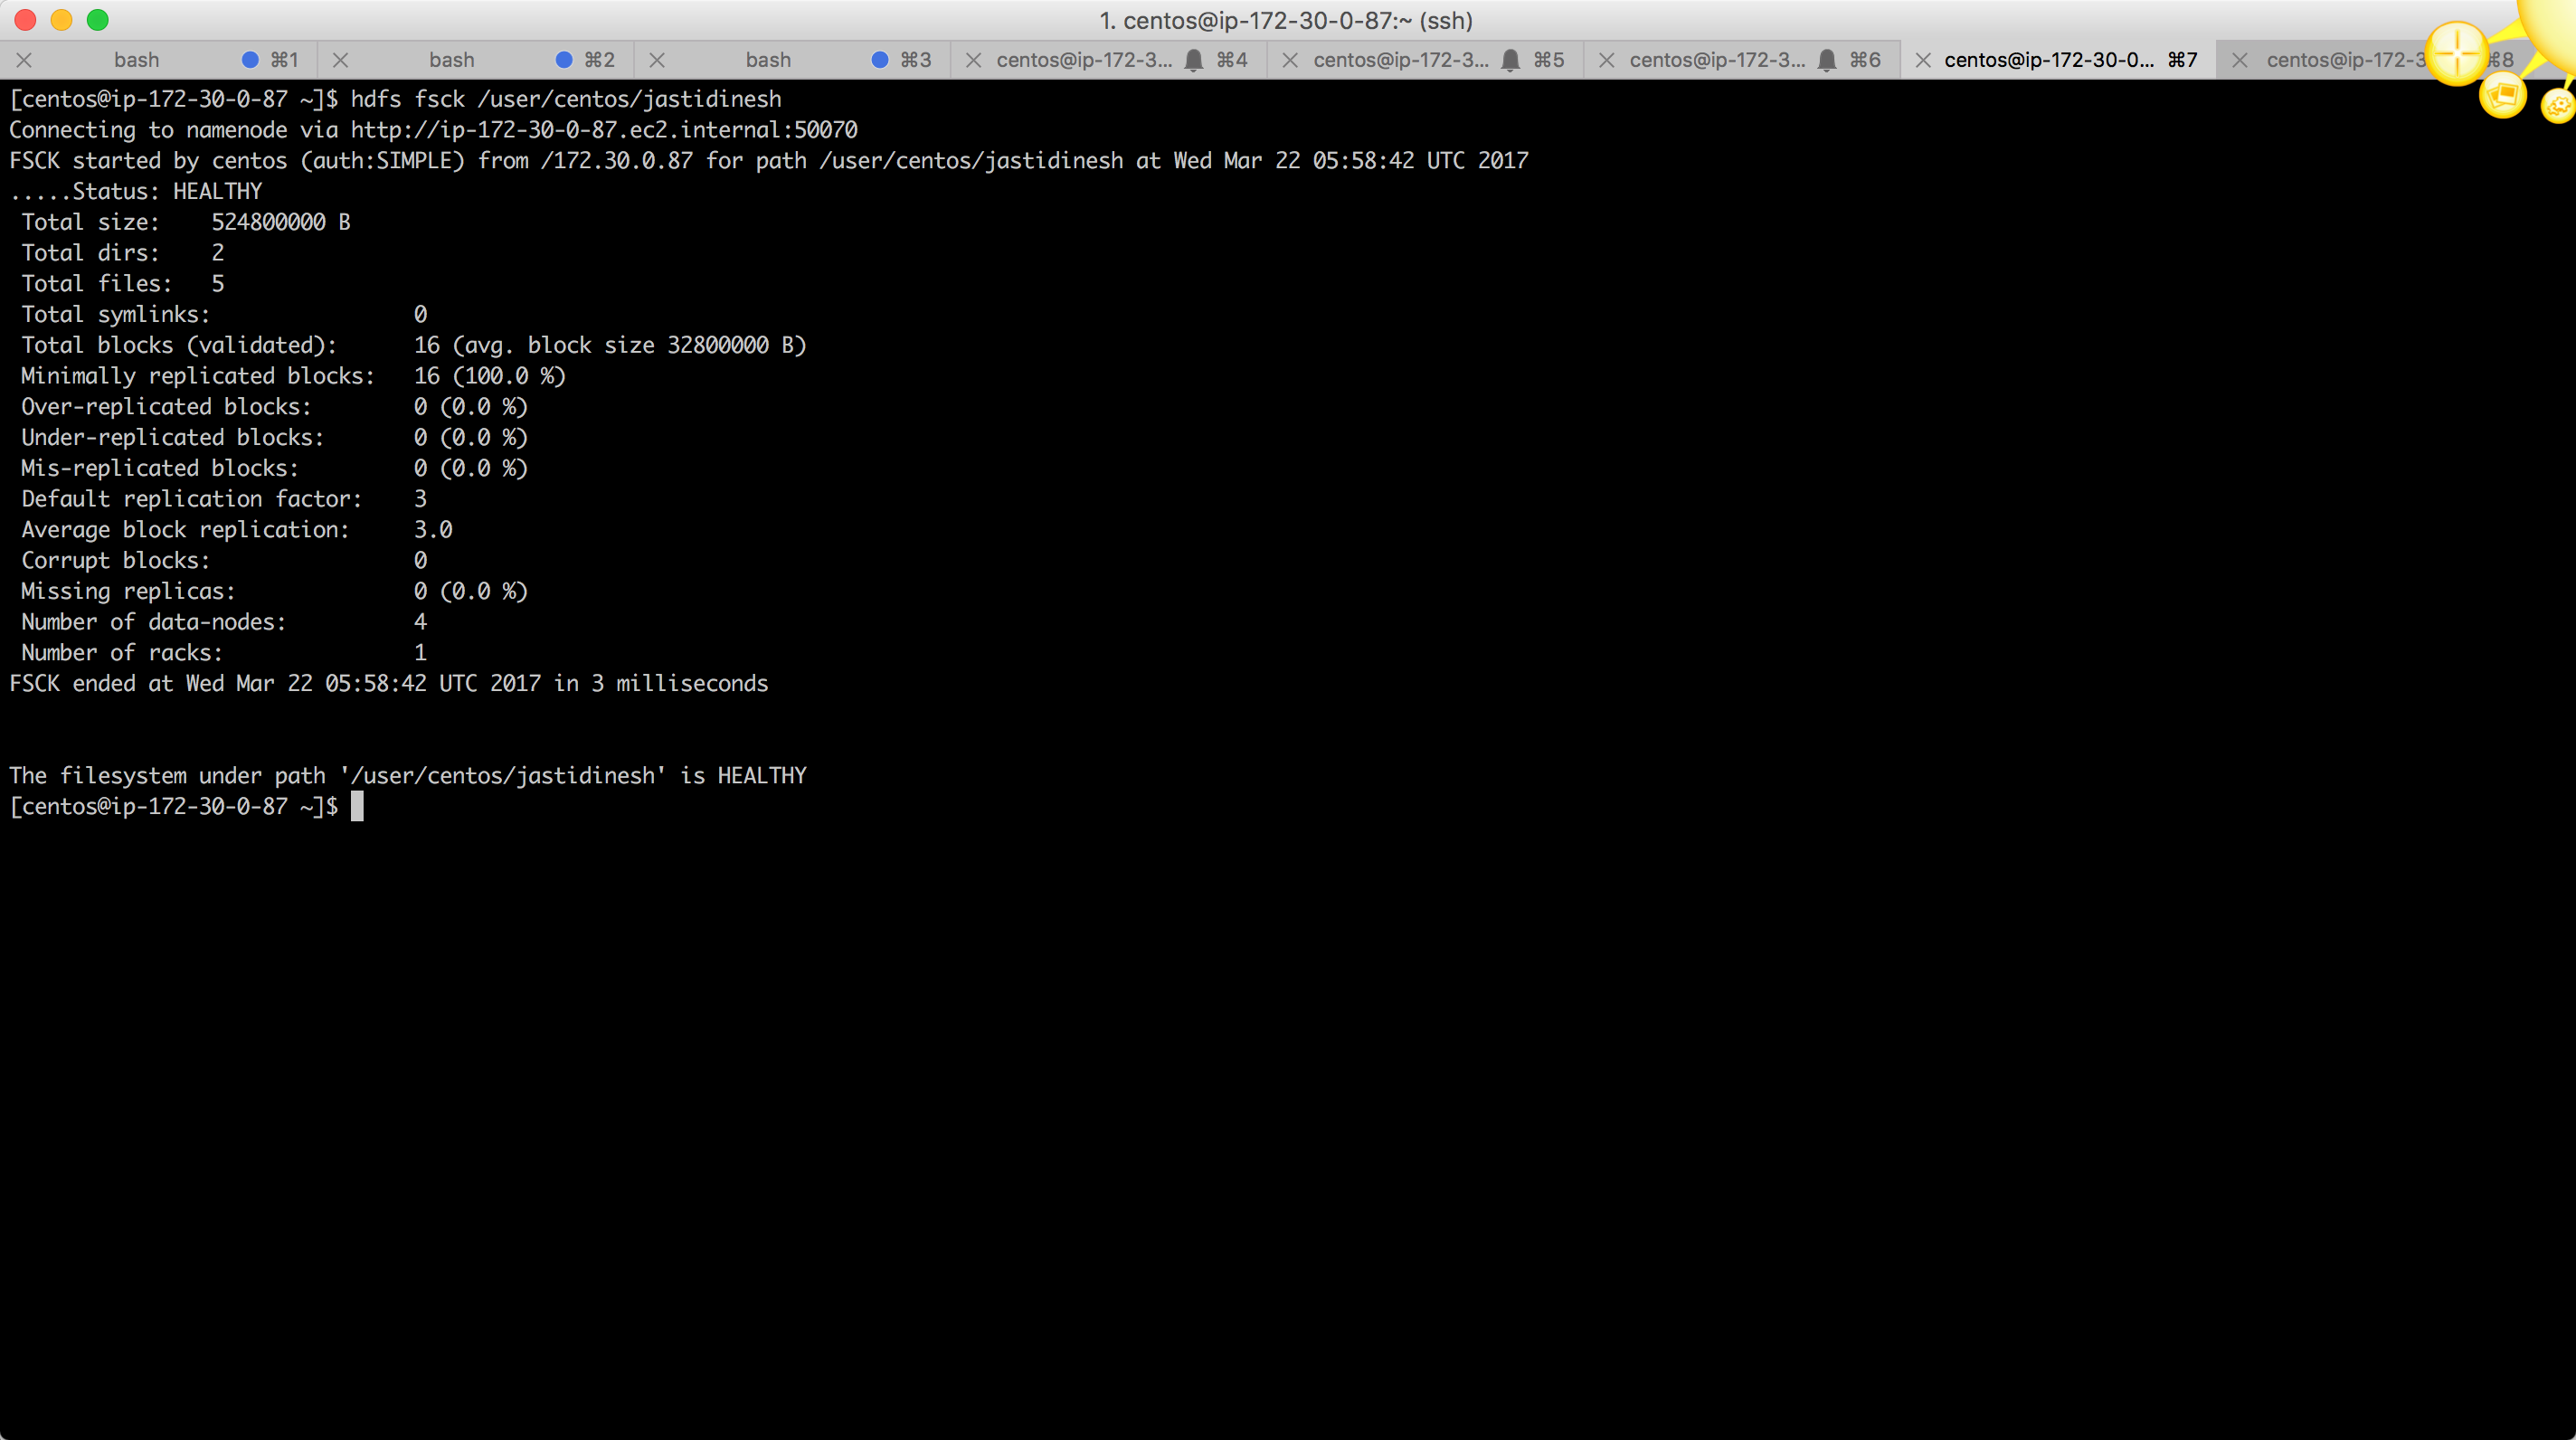 1. centos@ip-172-30-0-87:~ (ssh)
bash ⌘1 bash ⌘2 bash ⌘3 centos@ip-172-3... ⌘4 centos@ip-172-3... ⌘5 centos@ip-172-3... ⌘6 centos@ip-172-30-0... ⌘7 centos@ip-172-3 ⌘8
[centos@ip-172-30-0-87 ~]$ hdfs fsck /user/centos/jastidinesh
Connecting to namenode via http://ip-172-30-0-87.ec2.internal:50070
FSCK started by centos (auth:SIMPLE) from /172.30.0.87 for path /user/centos/jastidinesh at Wed Mar 22 05:58:42 UTC 2017
.....Status: HEALTHY
Total size: 524800000 B
Total dirs: 2
Total files: 5
Total symlinks: 0
Total blocks (validated): 16 (avg. block size 32800000 B)
Minimally replicated blocks: 16 (100.0 %)
Over-replicated blocks: 0 (0.0 %)
Under-replicated blocks: 0 (0.0 %)
Mis-replicated blocks: 0 (0.0 %)
Default replication factor: 3
Average block replication: 3.0
Corrupt blocks: 0
Missing replicas: 0 (0.0 %)
Number of data-nodes: 4
Number of racks: 1
FSCK ended at Wed Mar 22 05:58:42 UTC 2017 in 3 milliseconds
The filesystem under path '/user/centos/jastidinesh' is HEALTHY
[centos@ip-172-30-0-87 ~]$